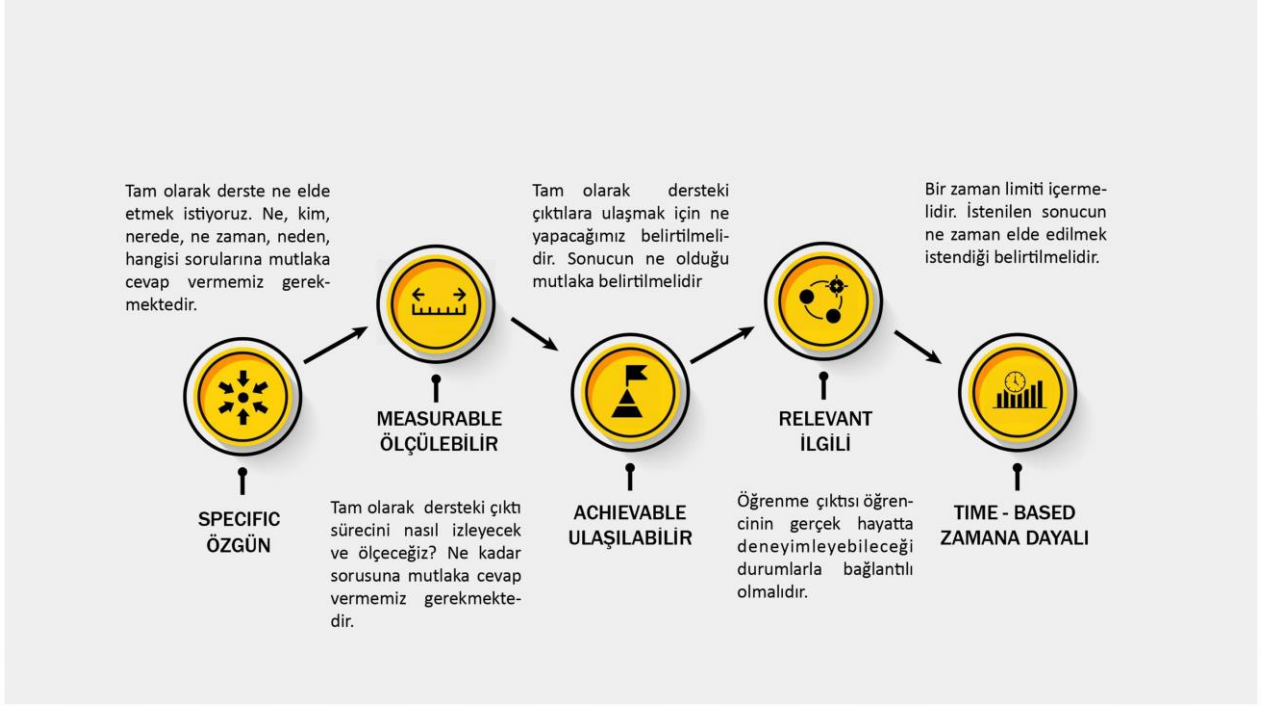 Tam olarak derste ne elde
etmek istiyoruz. Ne, kim,
nerede, ne zaman, neden,
hangisi sorularına mutlaka
cevap vermemiz gerek-
mektedir.
SPECIFIC
ÖZGÜN
MEASURABLE
ÖLÇÜLEBİLİR
Tam olarak dersteki çıktı
sürecini nasıl izleyecek
ve ölçeceğiz? Ne kadar
sorusuna mutlaka cevap
vermemiz gerekmekte-
dir.
Tam olarak dersteki
çıktılara ulaşmak için ne
yapacağımız belirtilmeli-
dir. Sonucun ne olduğu
mutlaka belirtilmelidir
ACHIEVABLE
ULAŞILABİLİR
RELEVANT
İLGİLİ
Öğrenme çıktısı öğren-
cinin gerçek hayatta
deneyimleyebileceği
durumlarla bağlantılı
olmalıdır.
Bir zaman limiti içerme-
lidir. İstenilen sonucun
ne zaman elde edilmek
istendiği belirtilmelidir.
TIME - BASED
ZAMANA DAYALI